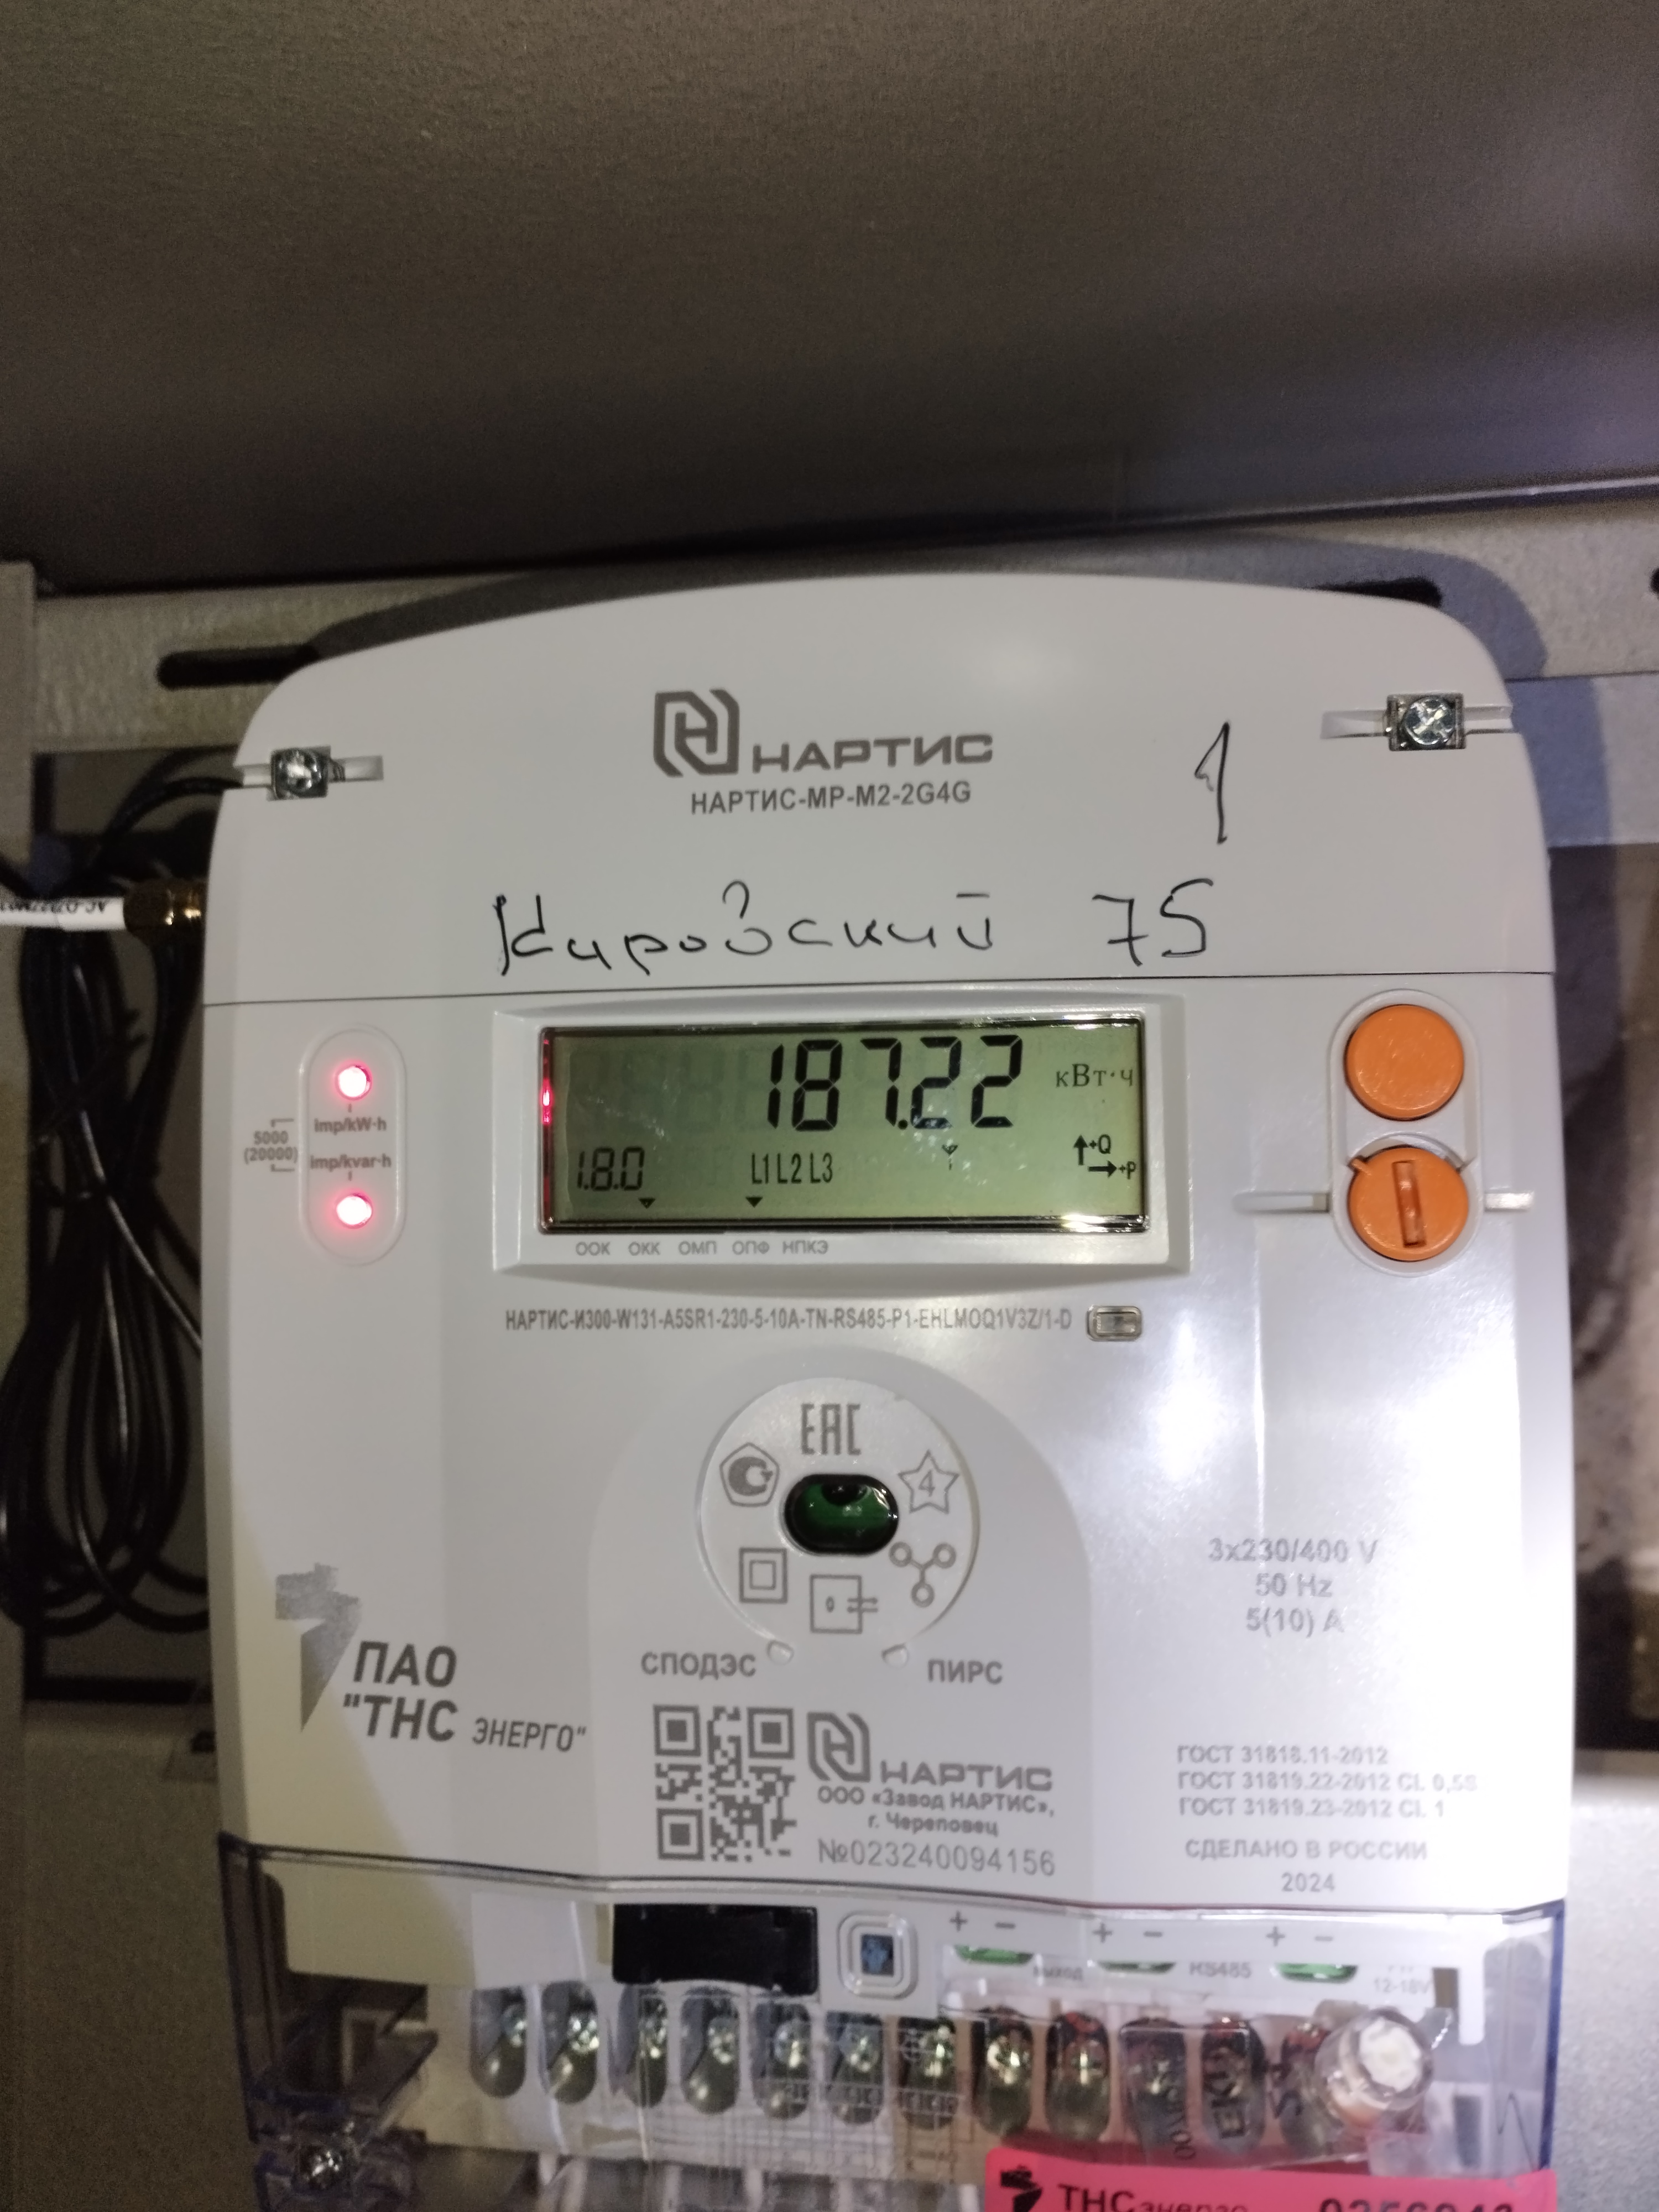 НАРТИС
НАРТИС-МР-М2-2G4G
1
Кировский 75
187.22 кВт·ч
1.8.0 L1 L2 L3 +Q +P
imp/kW·h
5000
(20000)
imp/kvar·h
ООК ОКК ОМП ОПФ НПКЭ
НАРТИС-И300-W131-A5SR1-230-5-10A-TN-RS485-P1-EHLMOQ1V3Z/1-D
EAC
4
3x230/400 V
50 Hz
5(10) A
СПОДЭС
ПИРС
ПАО
"ТНС ЭНЕРГО"
НАРТИС
ООО «Завод НАРТИС»,
г. Череповец
№023240094156
ГОСТ 31818.11-2012
ГОСТ 31819.22-2012 Cl. 0,5S
ГОСТ 31819.23-2012 Cl. 1
СДЕЛАНО В РОССИИ
2024
+ − + − + −
выход RS485 12-18V
ТНС энерго